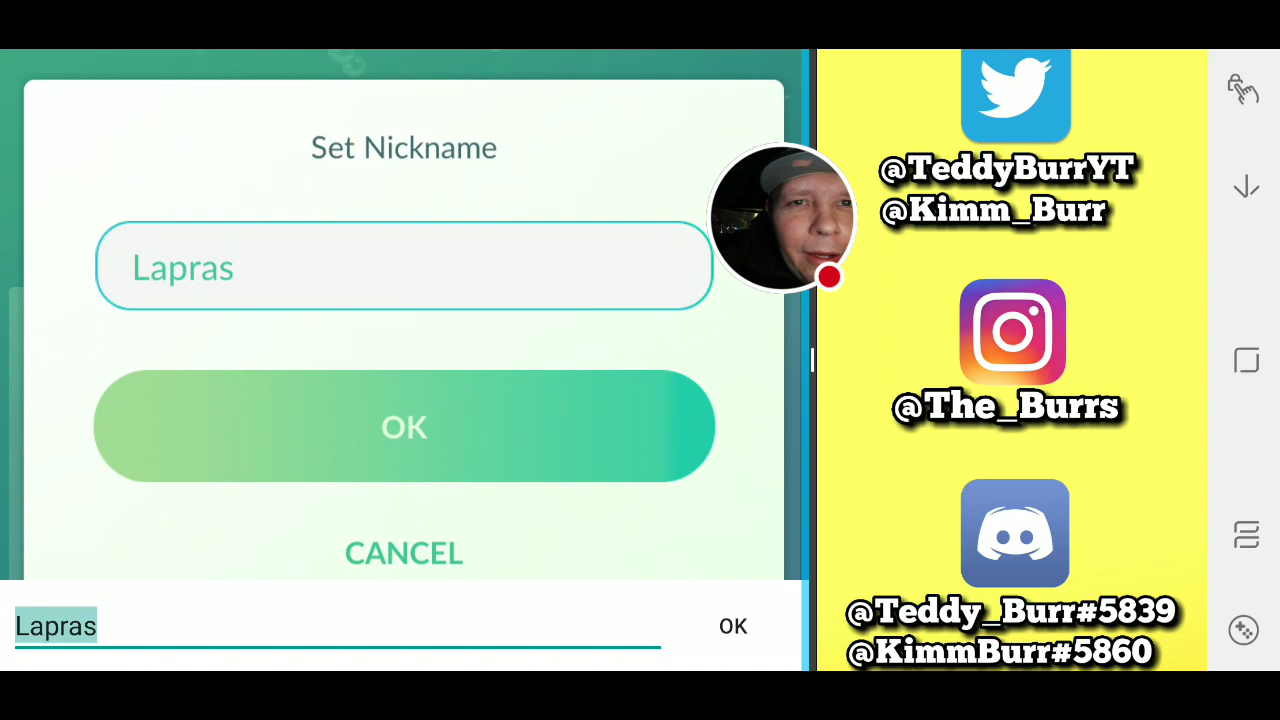 Set Nickname
Lapras
OK
CANCEL
Lapras
OK
@TeddyBurrYT
@Kimm_Burr
@The_Burrs
@Teddy_Burr#5839
@KimmBurr#5860